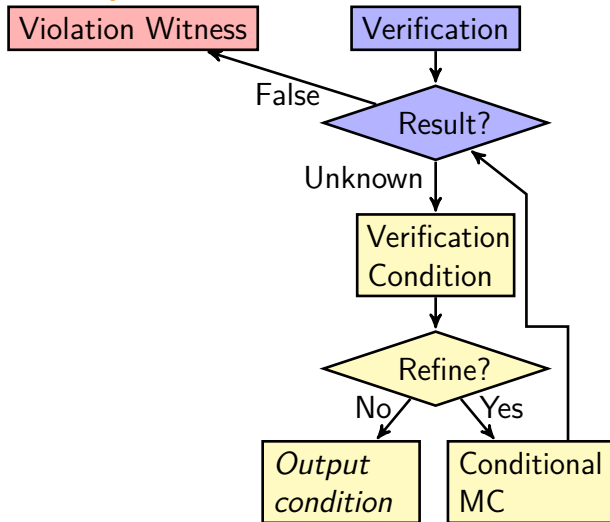 Violation Witness
Verification
False
Result?
Unknown
Verification
Condition
Refine?
No
Yes
Output
condition
Conditional
MC